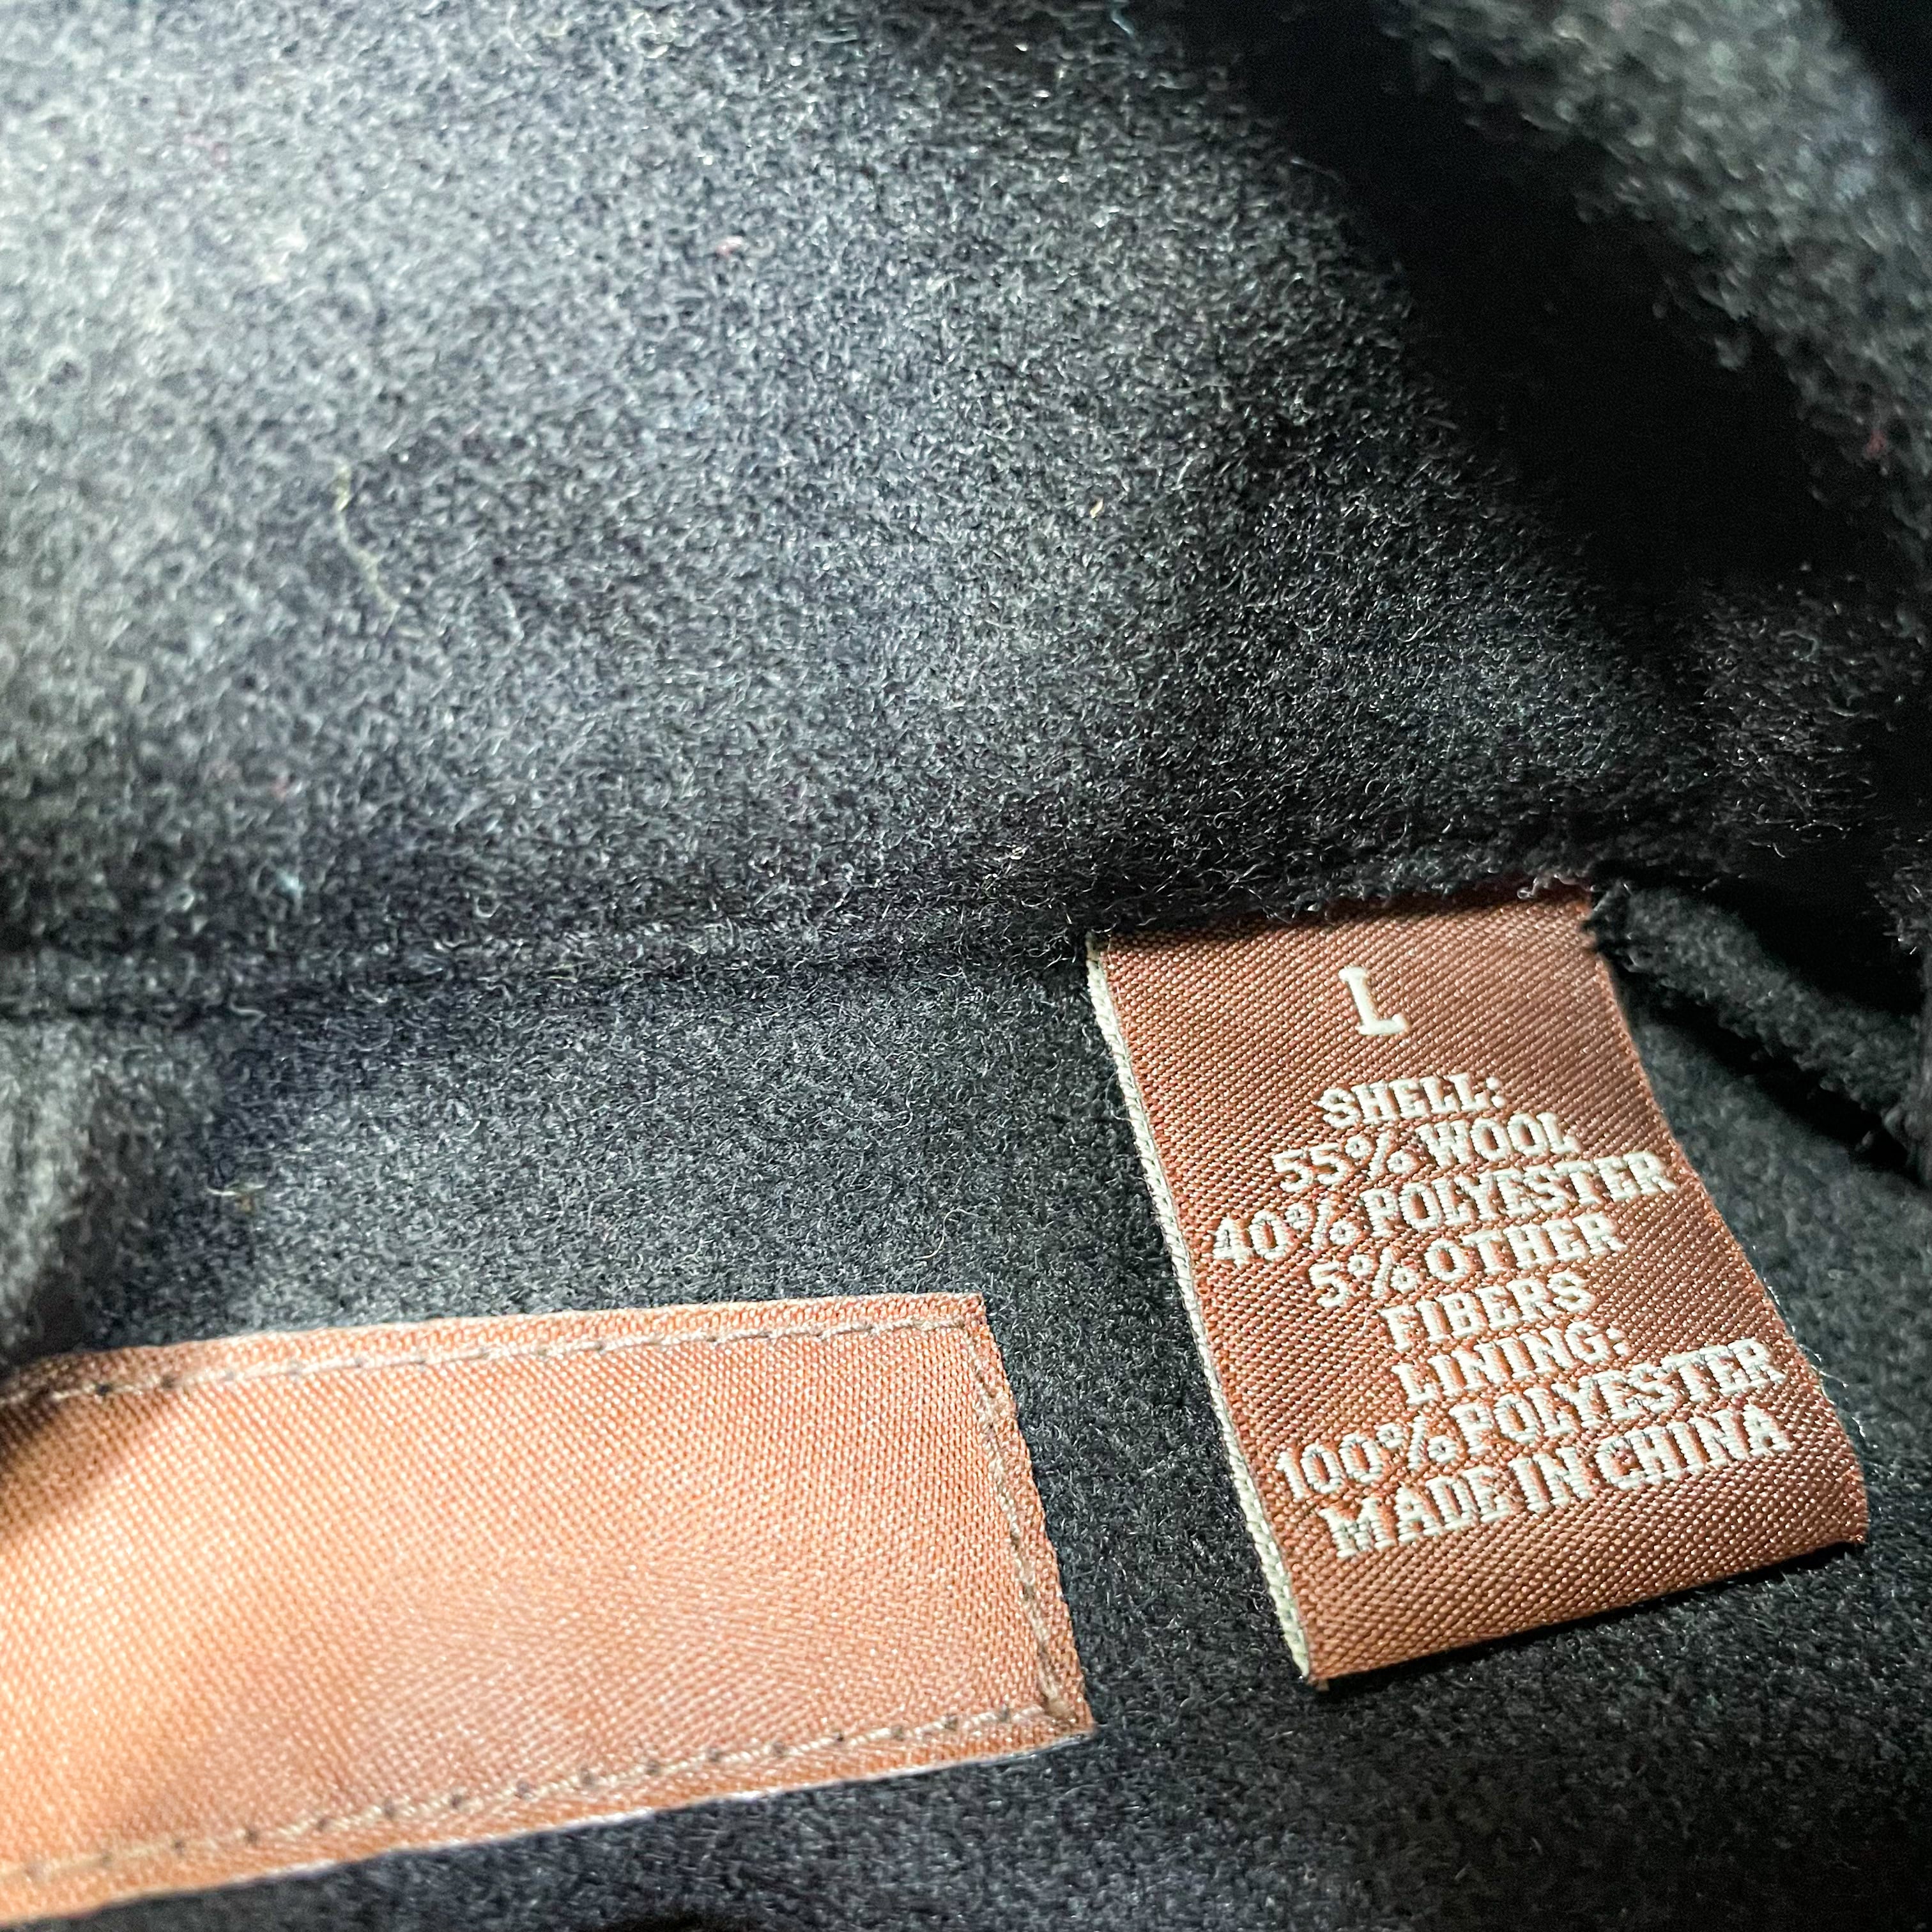 L
SHELL:
55% WOOL
40% POLYESTER
5% OTHER
FIBERS
LINING:
100% POLYESTER
MADE IN CHINA